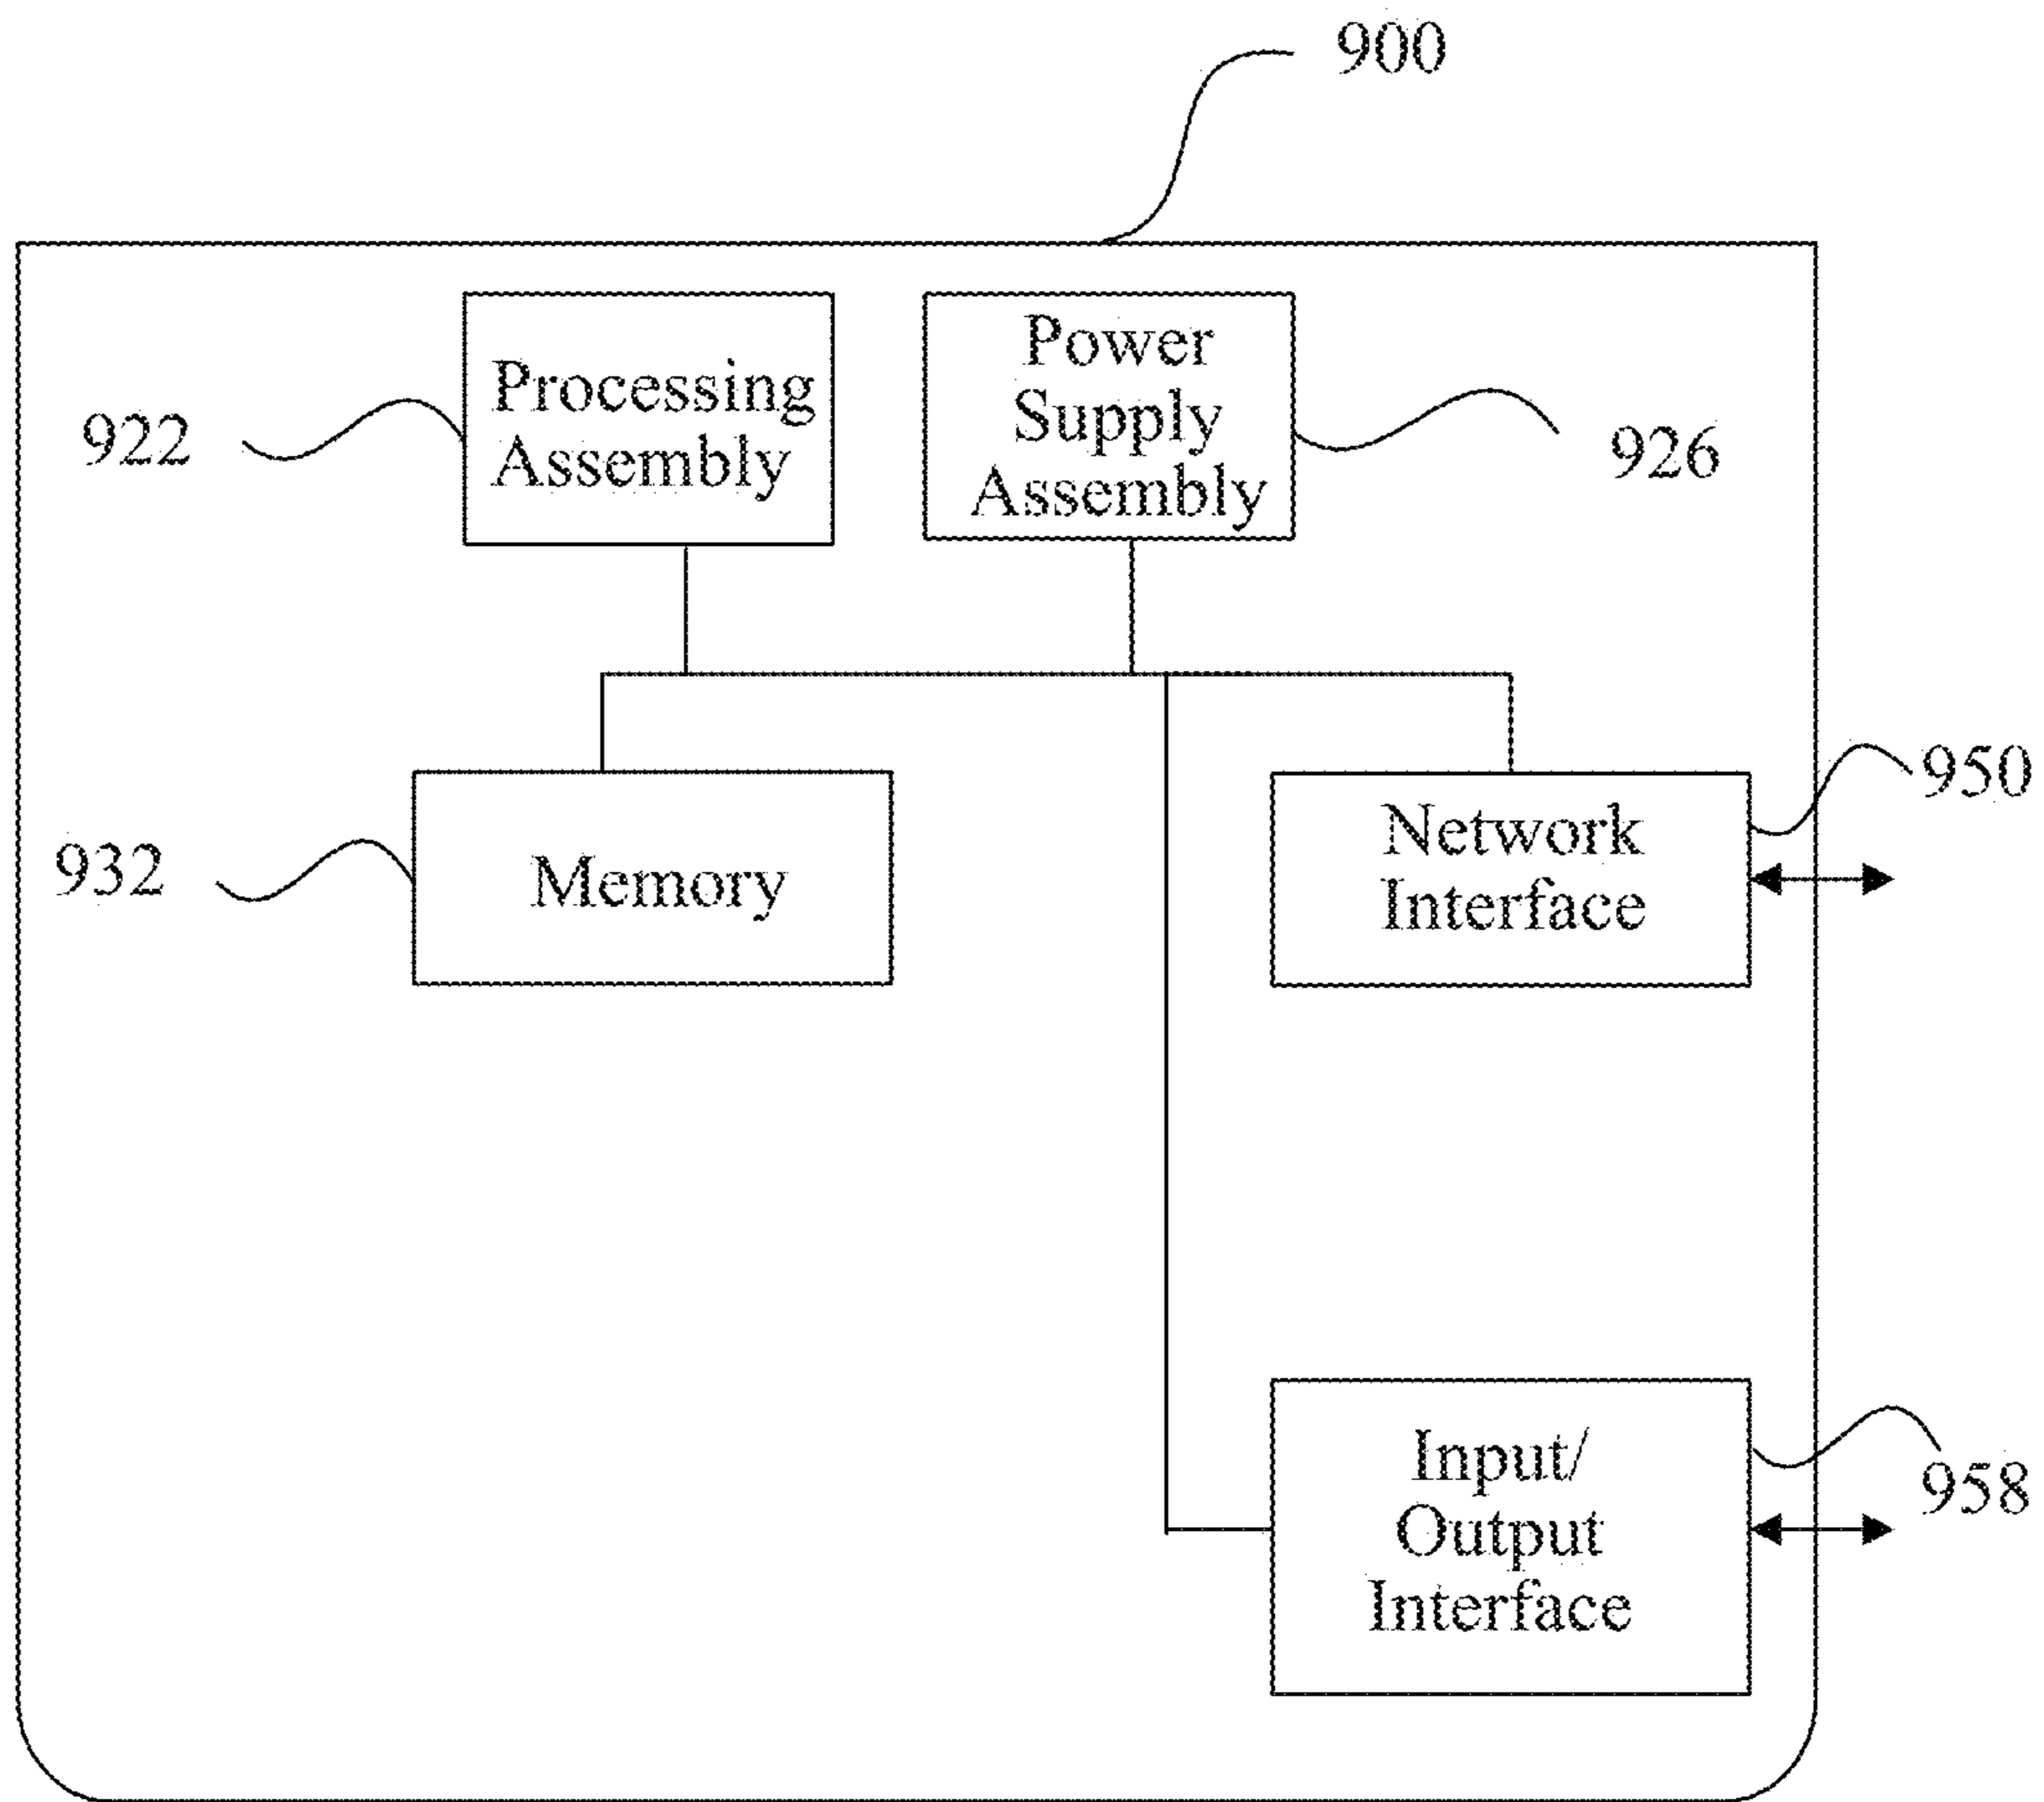 900
Processing
Assembly
Power
Supply
Assembly
922
926
932
Memory
Network
Interface
950
Input/
Output
Interface
958